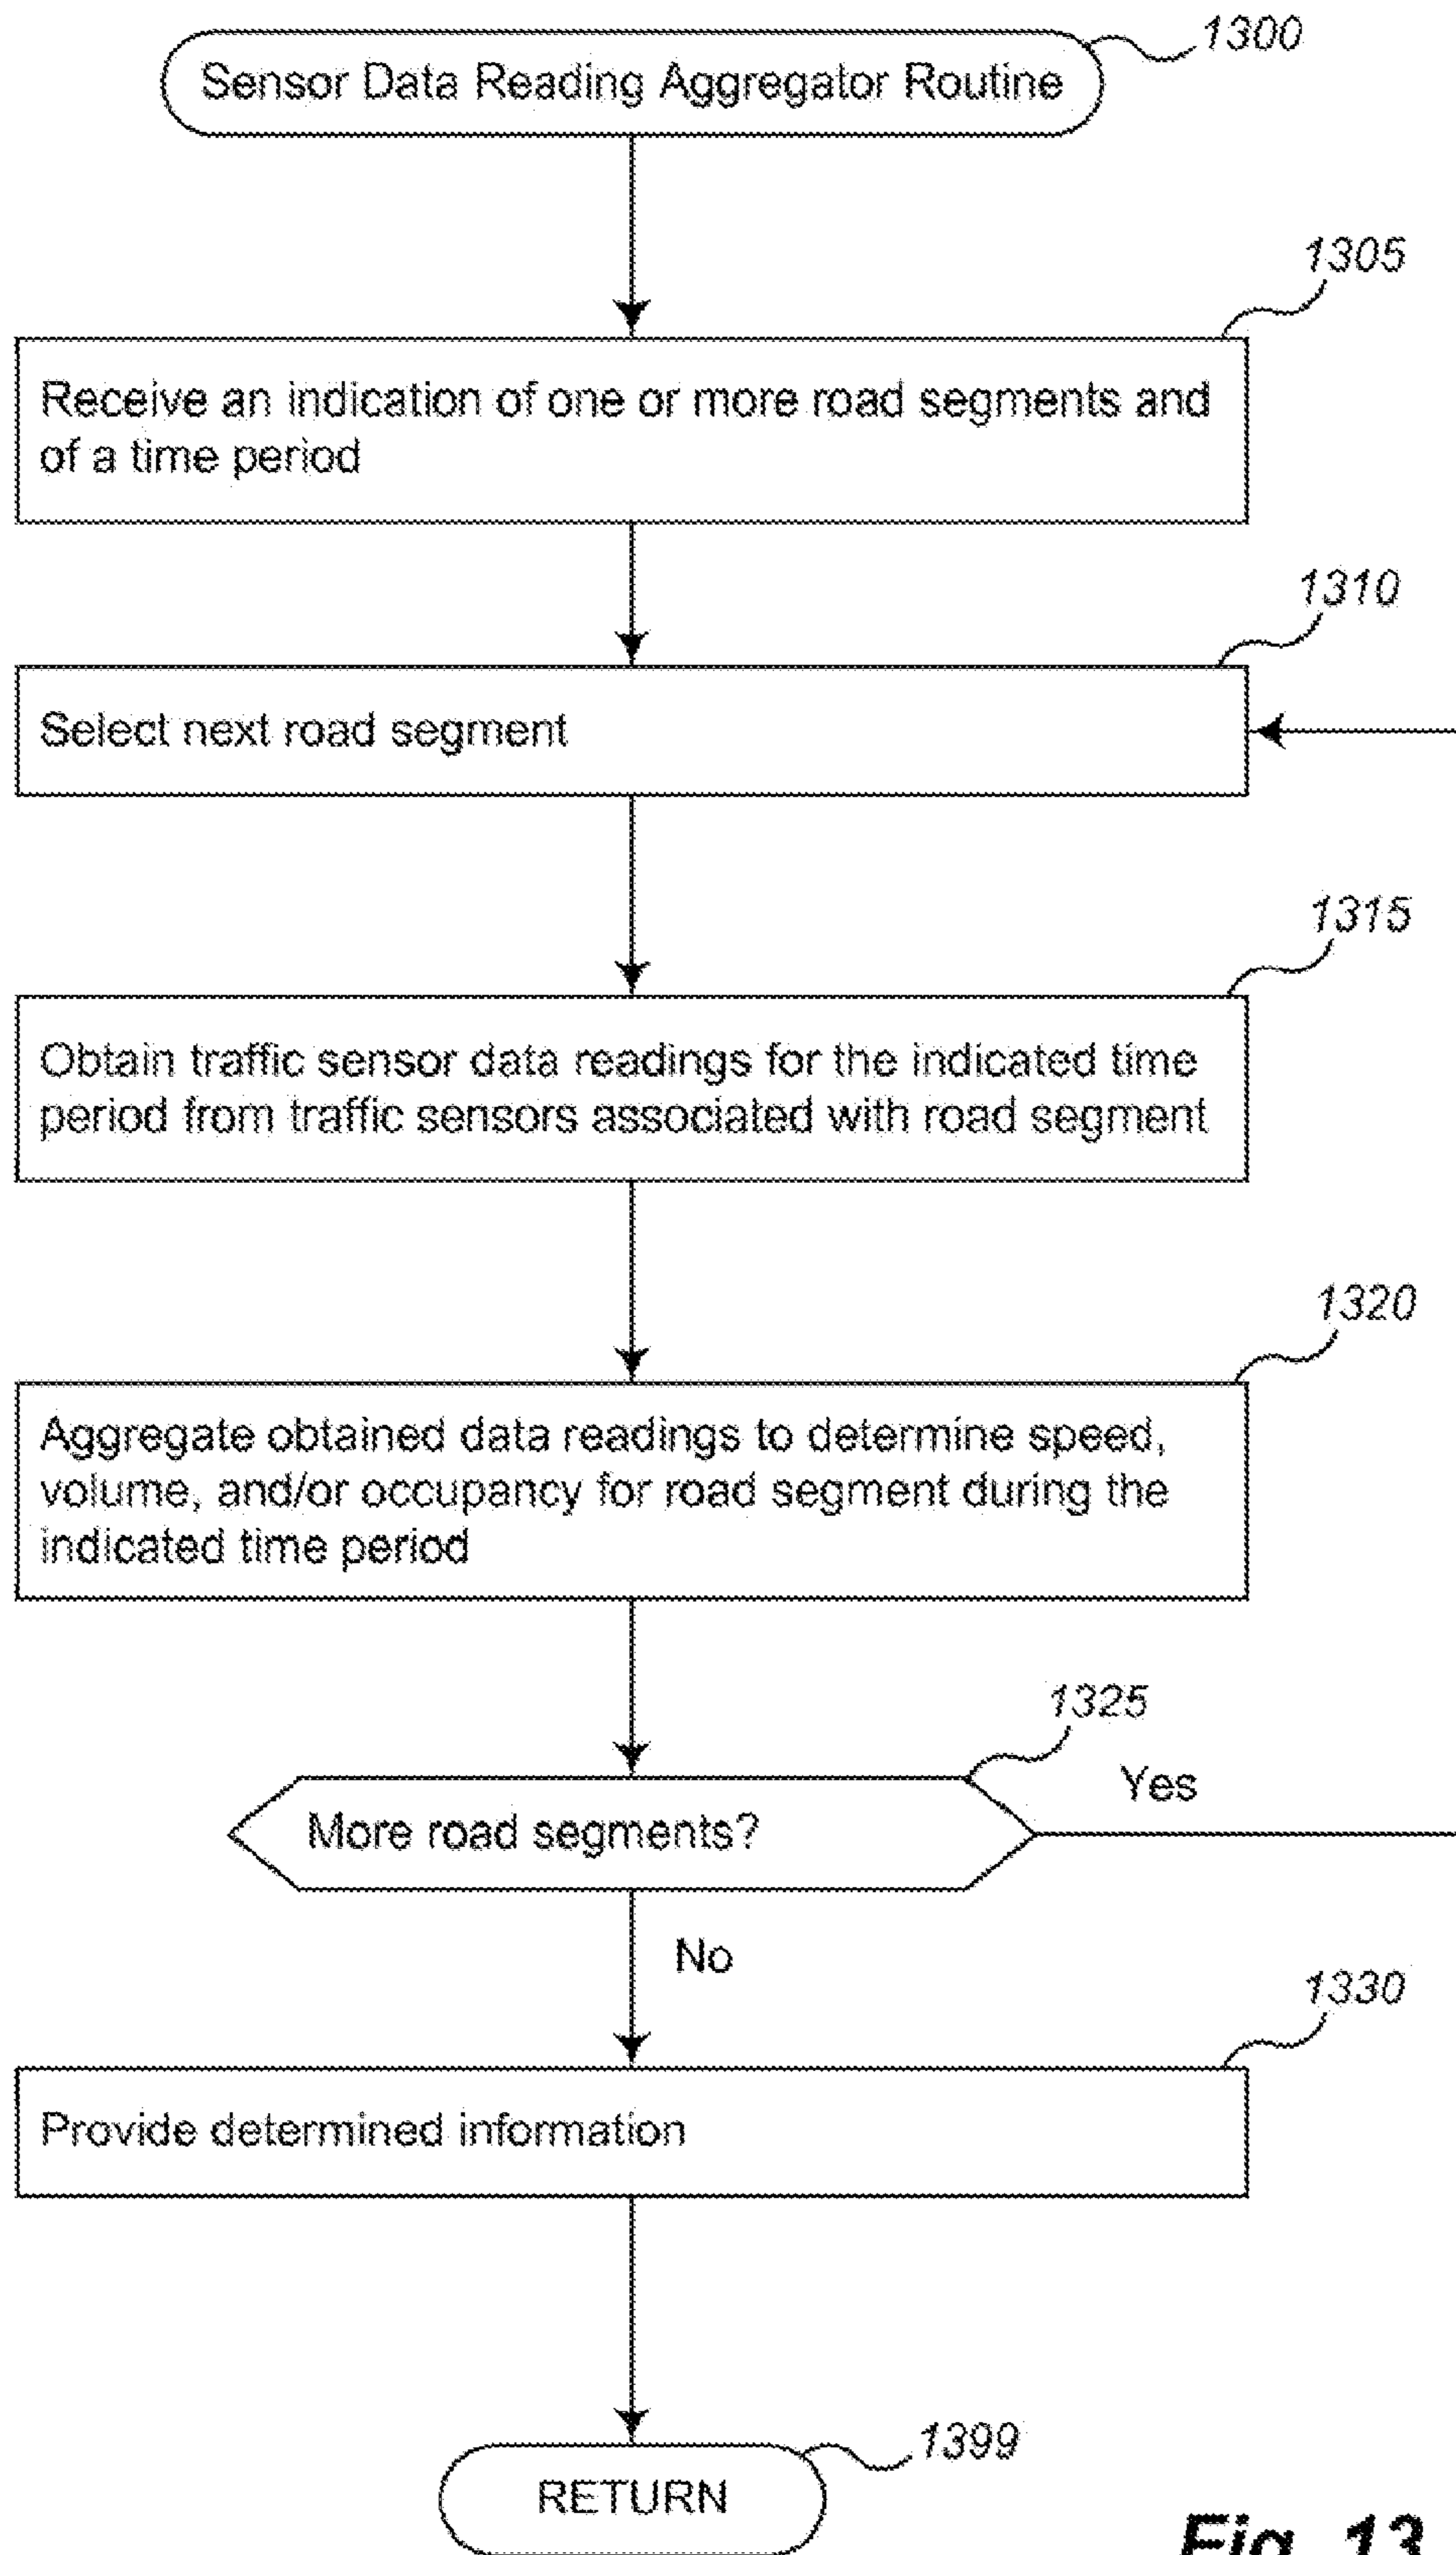 1300
Sensor Data Reading Aggregator Routine
1305
Receive an indication of one or more road segments and
of a time period
1310
Select next road segment
1315
Obtain traffic sensor data readings for the indicated time
period from traffic sensors associated with road segment
1320
Aggregate obtained data readings to determine speed,
volume, and/or occupancy for road segment during the
indicated time period
1325
More road segments?
Yes
No
1330
Provide determined information
1399
RETURN
Fig. 13